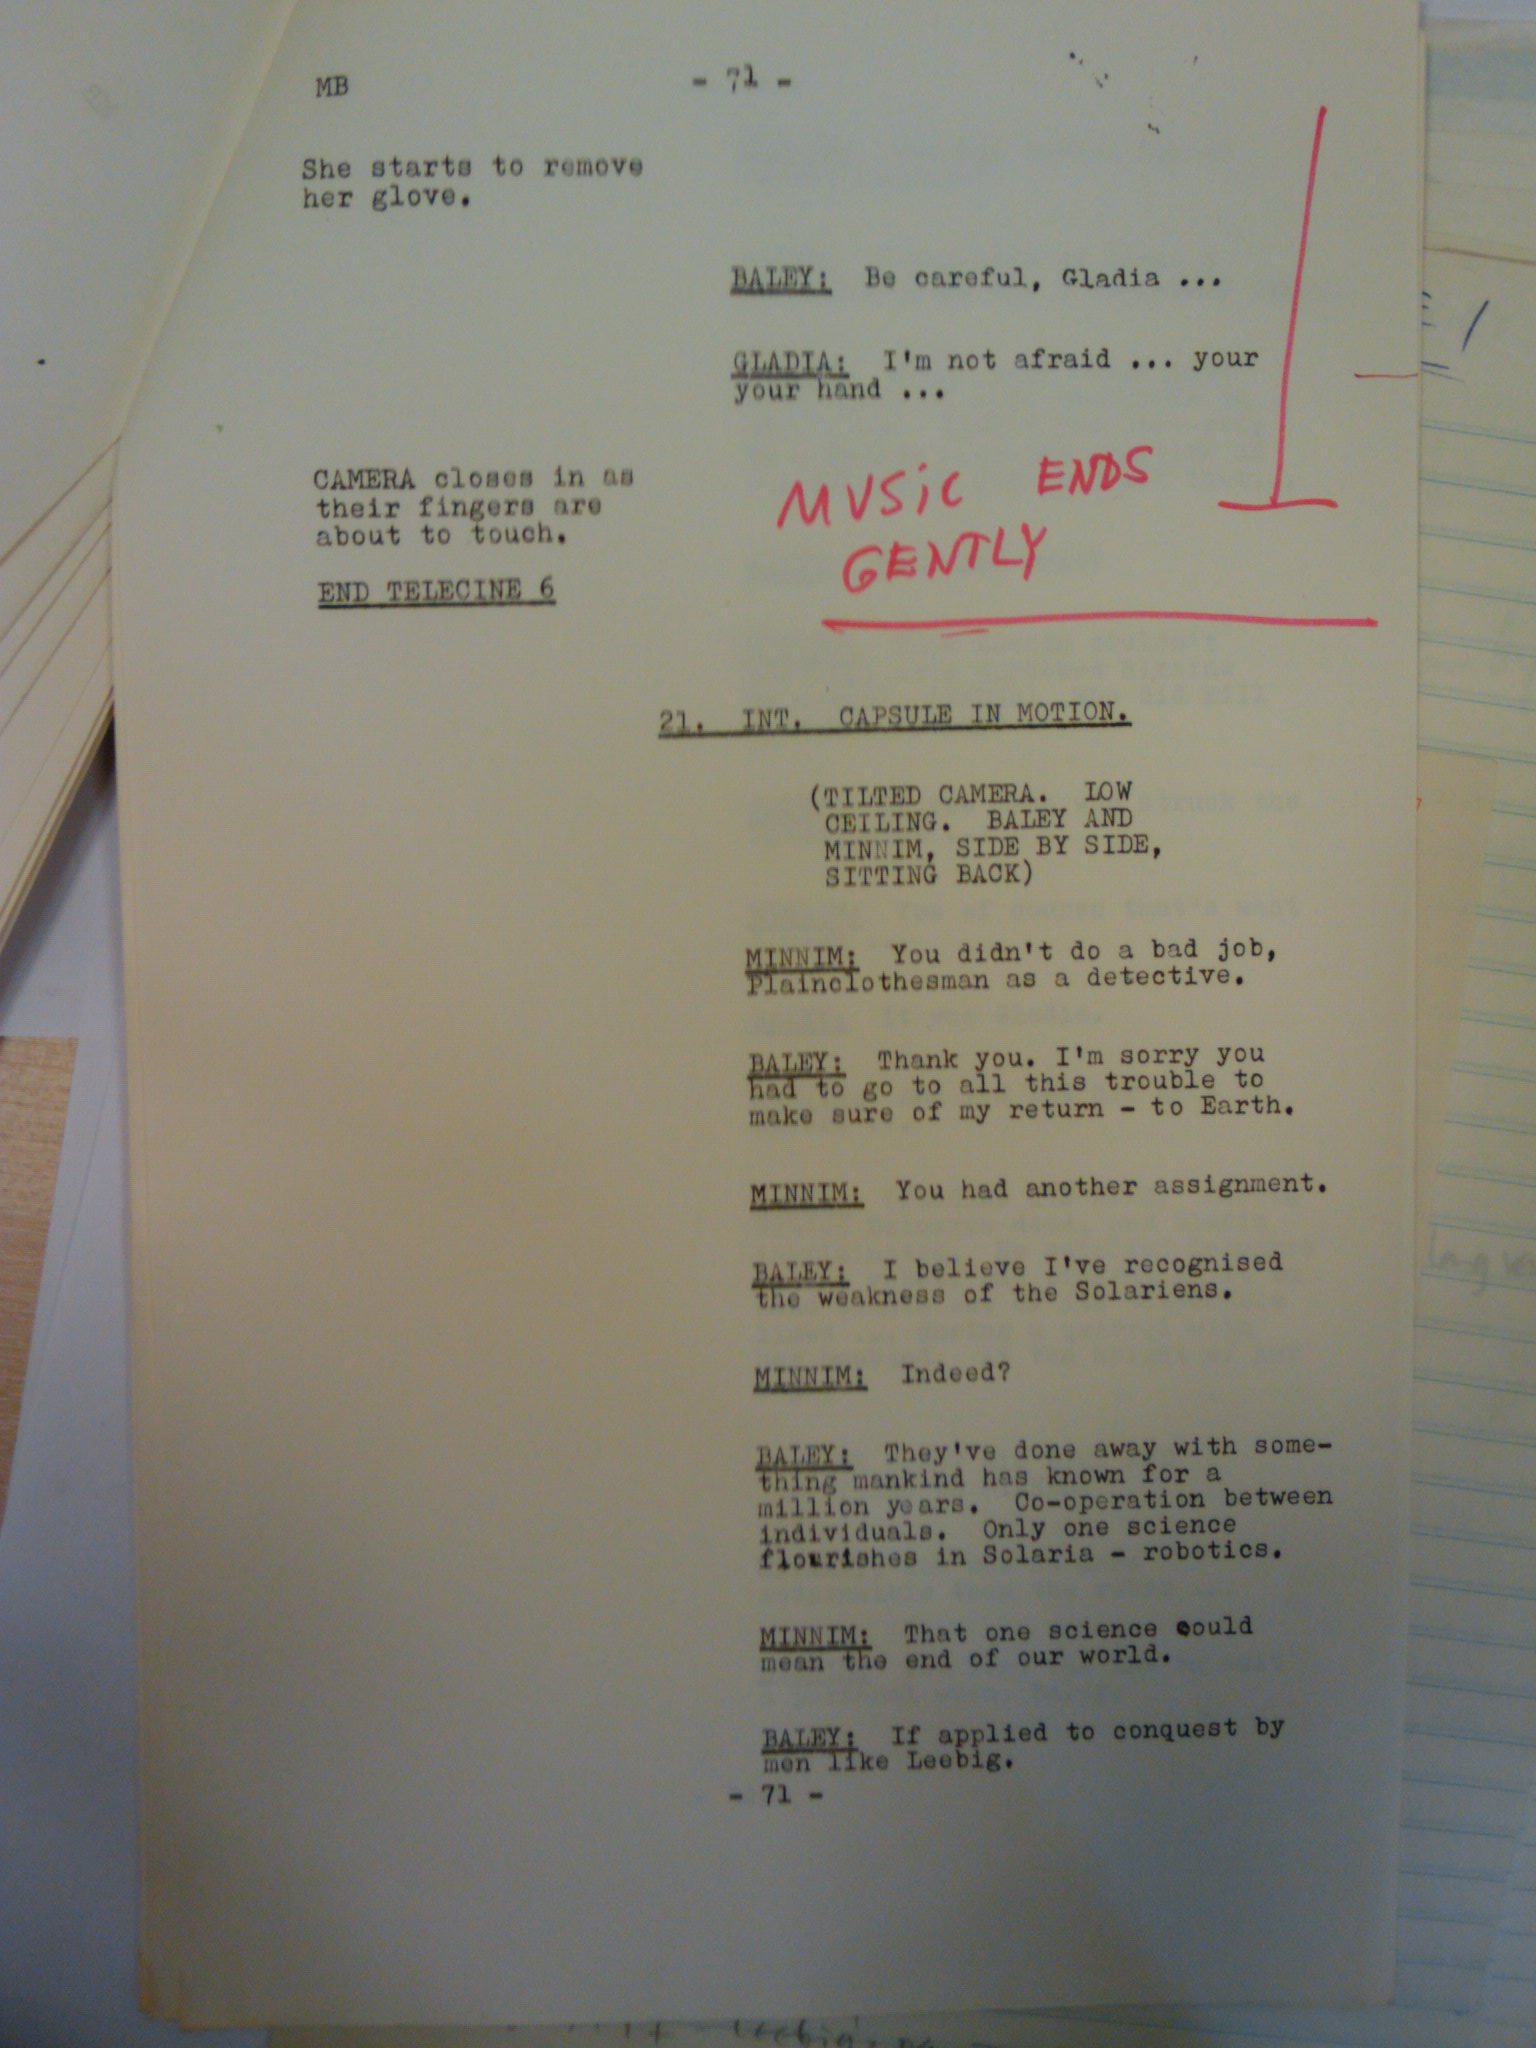 MB
- 71 -
She starts to remove
her glove.
BALEY: Be careful, Gladia ...
GLADIA: I'm not afraid ... your
your hand ...
CAMERA closes in as
their fingers are
about to touch.
MUSiC ENDS
GENTLY
END TELECINE 6
21. INT. CAPSULE IN MOTION.
(TILTED CAMERA. LOW
CEILING. BALEY AND
MINNIM, SIDE BY SIDE,
SITTING BACK)
MINNIM: You didn't do a bad job,
Plainclothesman as a detective.
BALEY: Thank you. I'm sorry you
had to go to all this trouble to
make sure of my return - to Earth.
MINNIM: You had another assignment.
BALEY: I believe I've recognised
the weakness of the Solariens.
MINNIM: Indeed?
BALEY: They've done away with some-
thing mankind has known for a
million years. Co-operation between
individuals. Only one science
flourishes in Solaria - robotics.
MINNIM: That one science could
mean the end of our world.
BALEY: If applied to conquest by
men like Leebig.
- 71 -